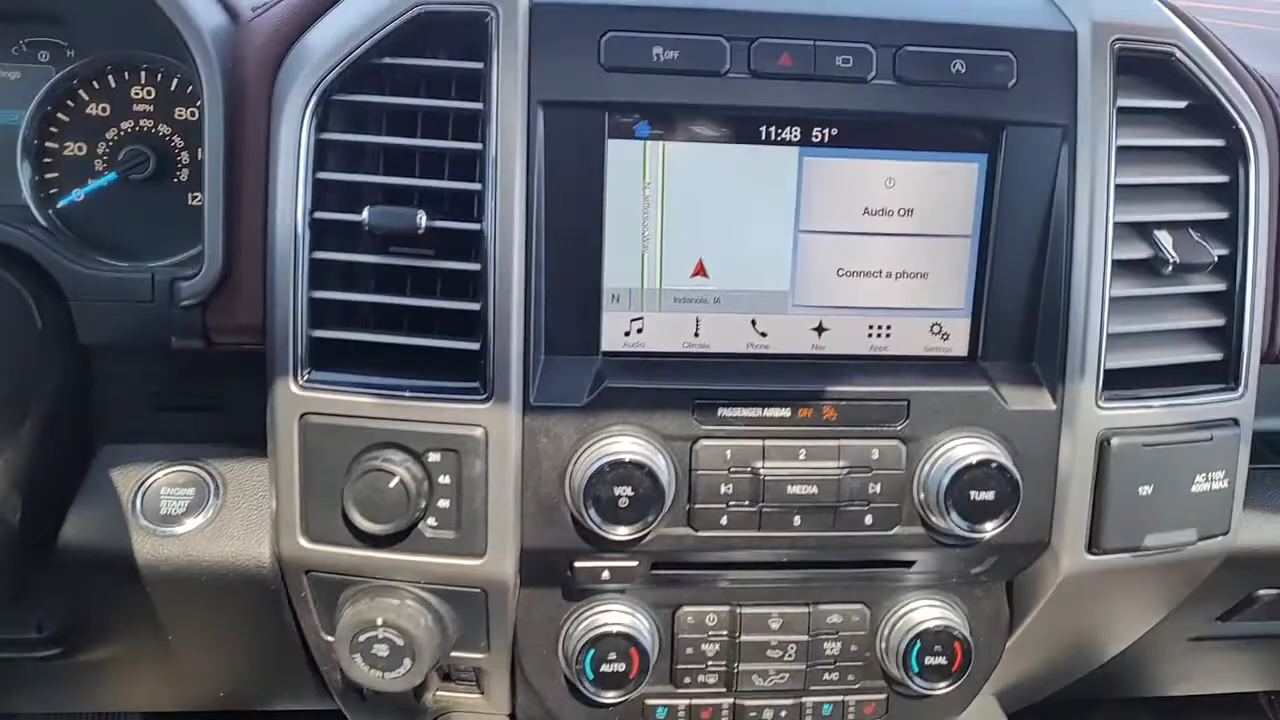 C H
20 40 60 80
MPH
120
OFF
11:48 51°
Audio Off
Connect a phone
N
Indianola, IA
Audio Climate Phone Nav Apps Settings
PASSENGER AIRBAG OFF
2H
4A
4H
4L
ENGINE
START
STOP
VOL
1 2 3
MEDIA
4 5 6
TUNE
12V
AC 110V
400W MAX
AUTO
MAX
R
MAX
A/C
A/C
DUAL